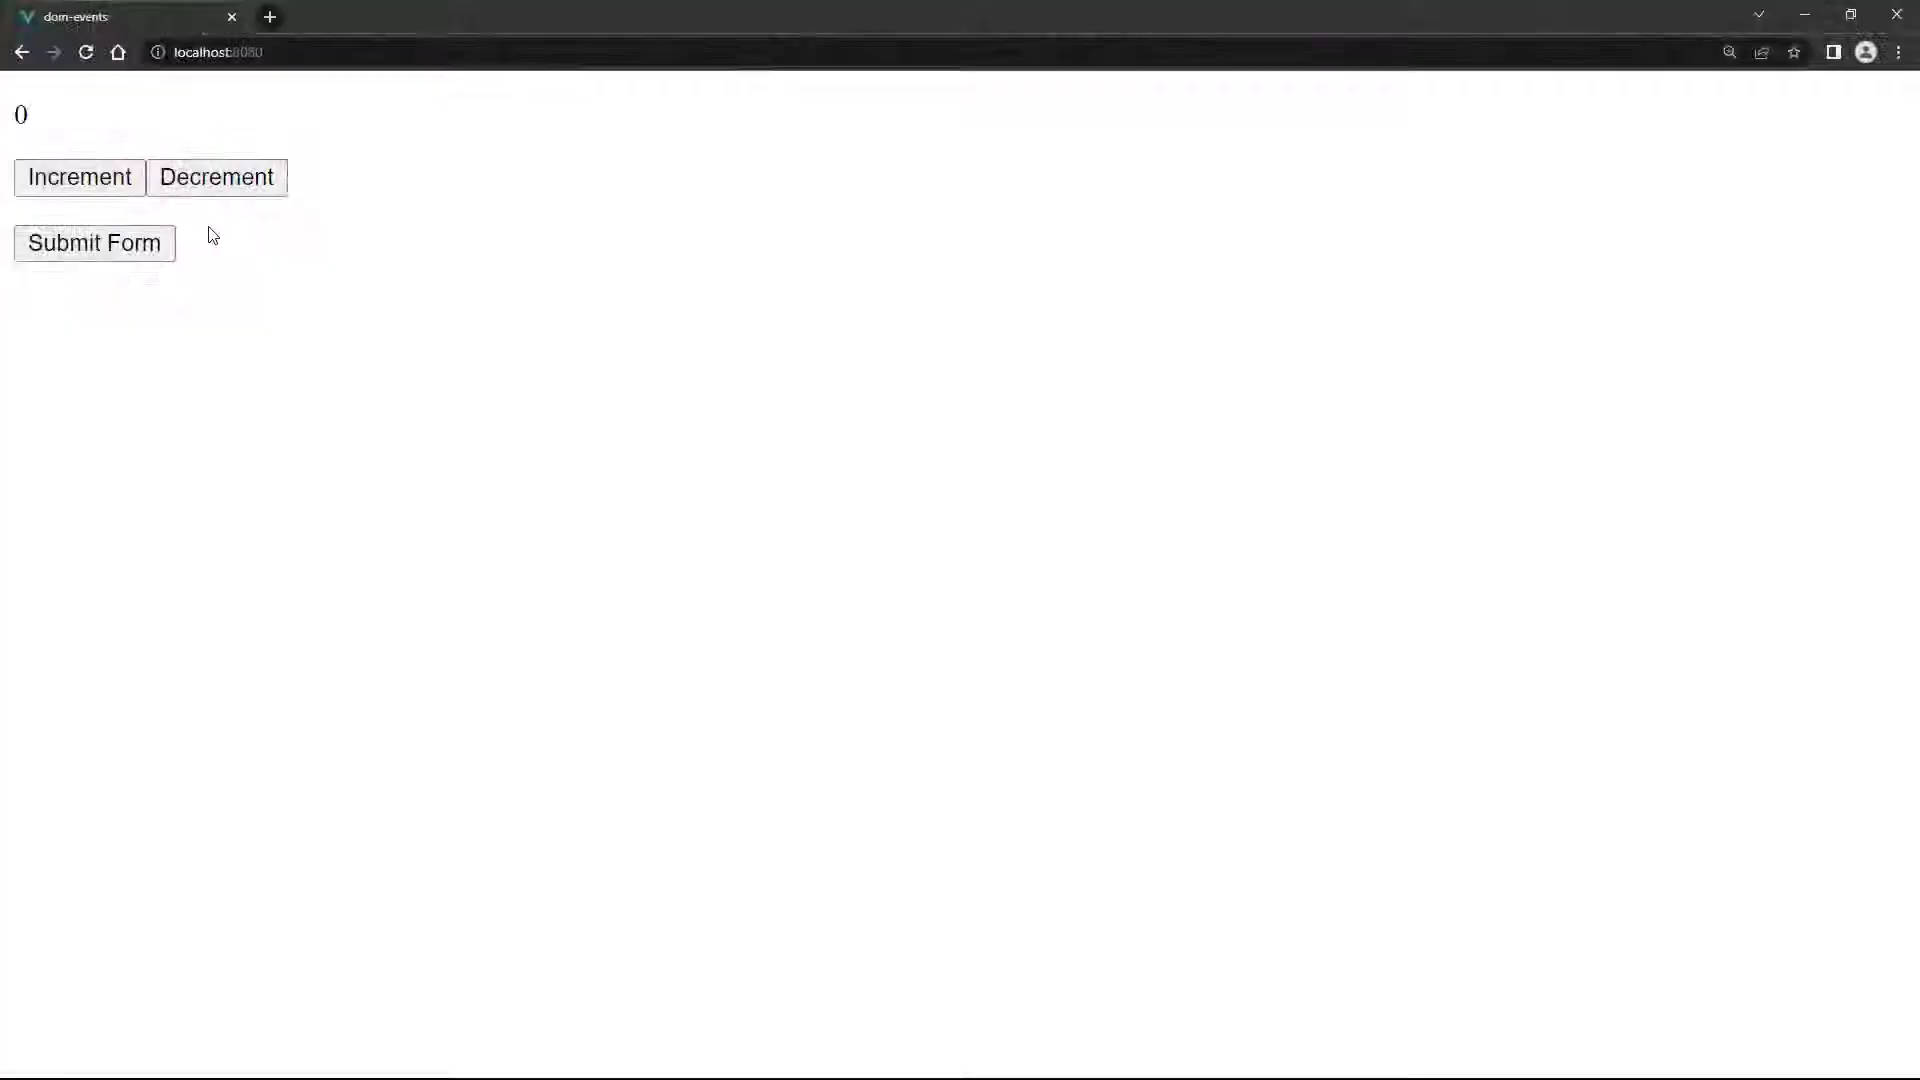 dom-events
localhost:8080
0
Increment Decrement
Submit Form